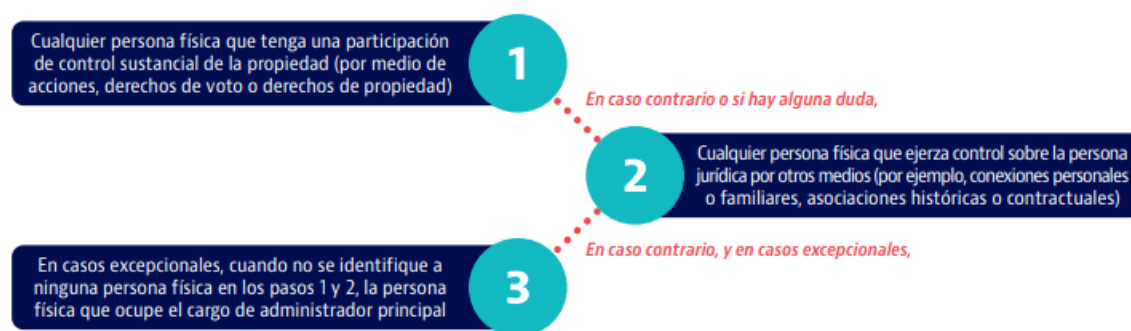 Cualquier persona física que tenga una participación
de control sustancial de la propiedad (por medio de
acciones, derechos de voto o derechos de propiedad)
1
En caso contrario o si hay alguna duda,
2
Cualquier persona física que ejerza control sobre la persona
jurídica por otros medios (por ejemplo, conexiones personales
o familiares, asociaciones históricas o contractuales)
En caso contrario, y en casos excepcionales,
En casos excepcionales, cuando no se identifique a
ninguna persona física en los pasos 1 y 2, la persona
física que ocupe el cargo de administrador principal
3